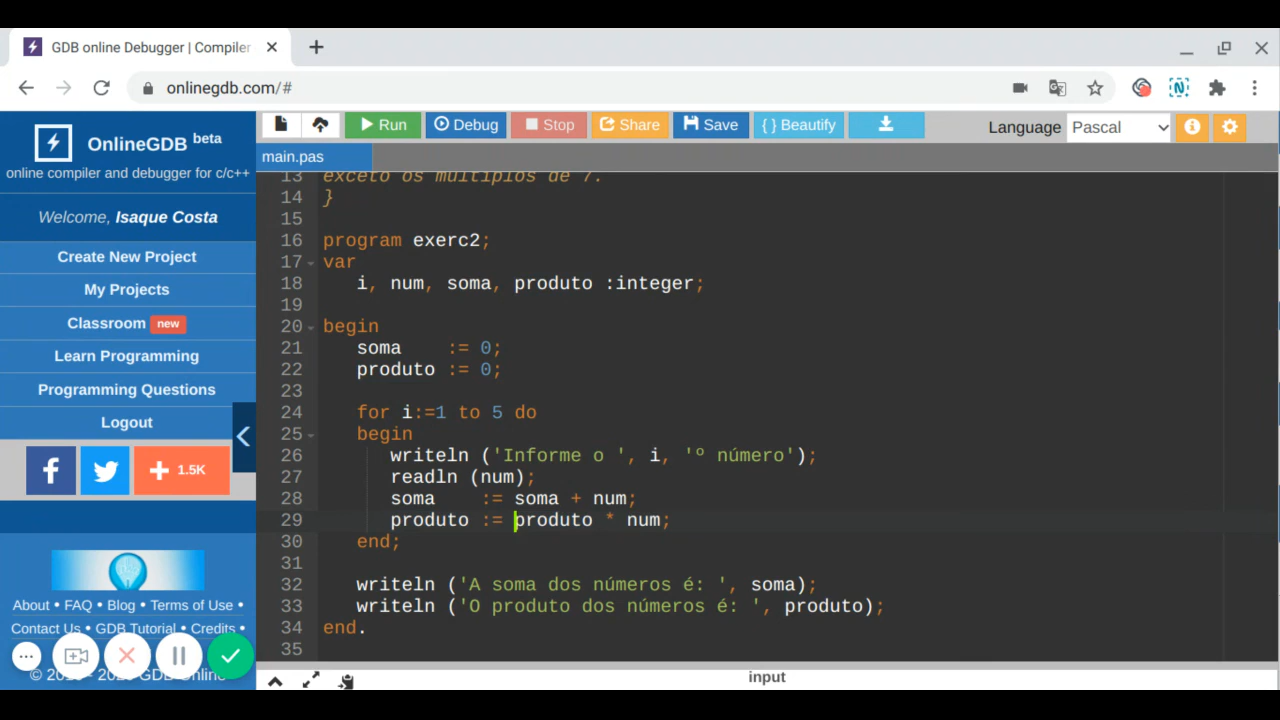 GDB online Debugger | Compiler
onlinegdb.com/#
OnlineGDB beta
online compiler and debugger for c/c++
Welcome, Isaque Costa
Create New Project
My Projects
Classroom new
Learn Programming
Programming Questions
Logout
1.5K
About • FAQ • Blog • Terms of Use •
Contact Us • GDB Tutorial • Credits •
GDB Online
Run Debug Stop Share Save { } Beautify Language Pascal
main.pas
13 exceto os múltiplos de 7.
14 }
15
16 program exerc2;
17 var
18 i, num, soma, produto :integer;
19
20 begin
21 soma := 0;
22 produto := 0;
23
24 for i:=1 to 5 do
25 begin
26 writeln ('Informe o ', i, 'º número');
27 readln (num);
28 soma := soma + num;
29 produto := produto * num;
30 end;
31
32 writeln ('A soma dos números é: ', soma);
33 writeln ('O produto dos números é: ', produto);
34 end.
35
input